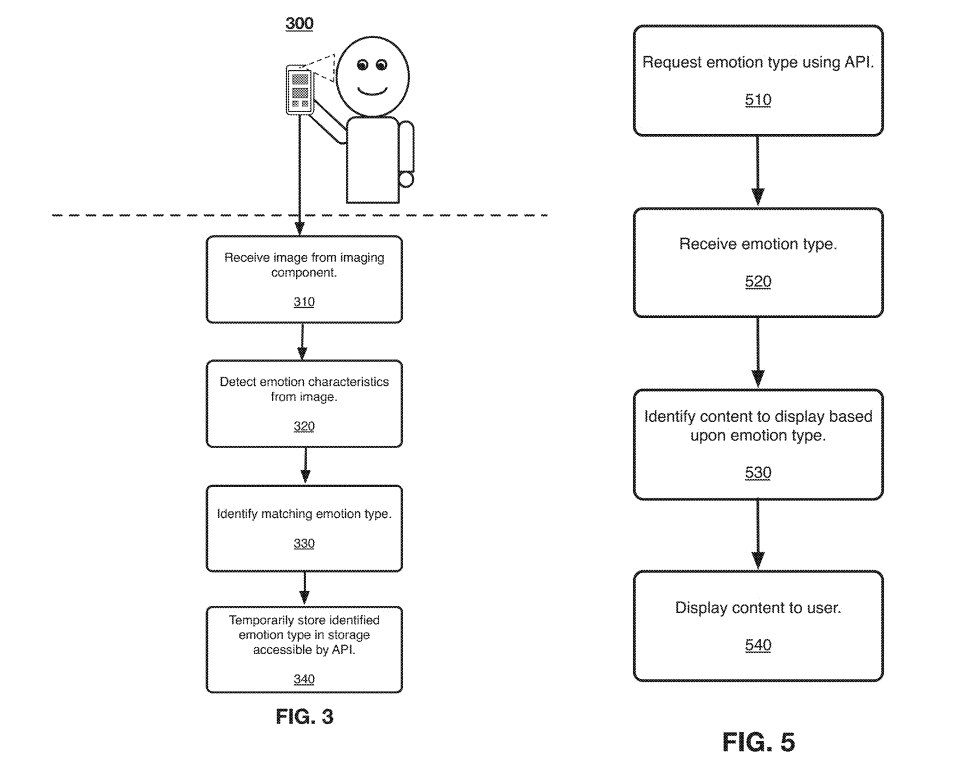 300
Receive image from imaging
component.
310
Detect emotion characteristics
from image.
320
Identify matching emotion type.
330
Temporarily store identified
emotion type in storage
accessible by API.
340
FIG. 3
Request emotion type using API.
510
Receive emotion type.
520
Identify content to display based
upon emotion type.
530
Display content to user.
540
FIG. 5